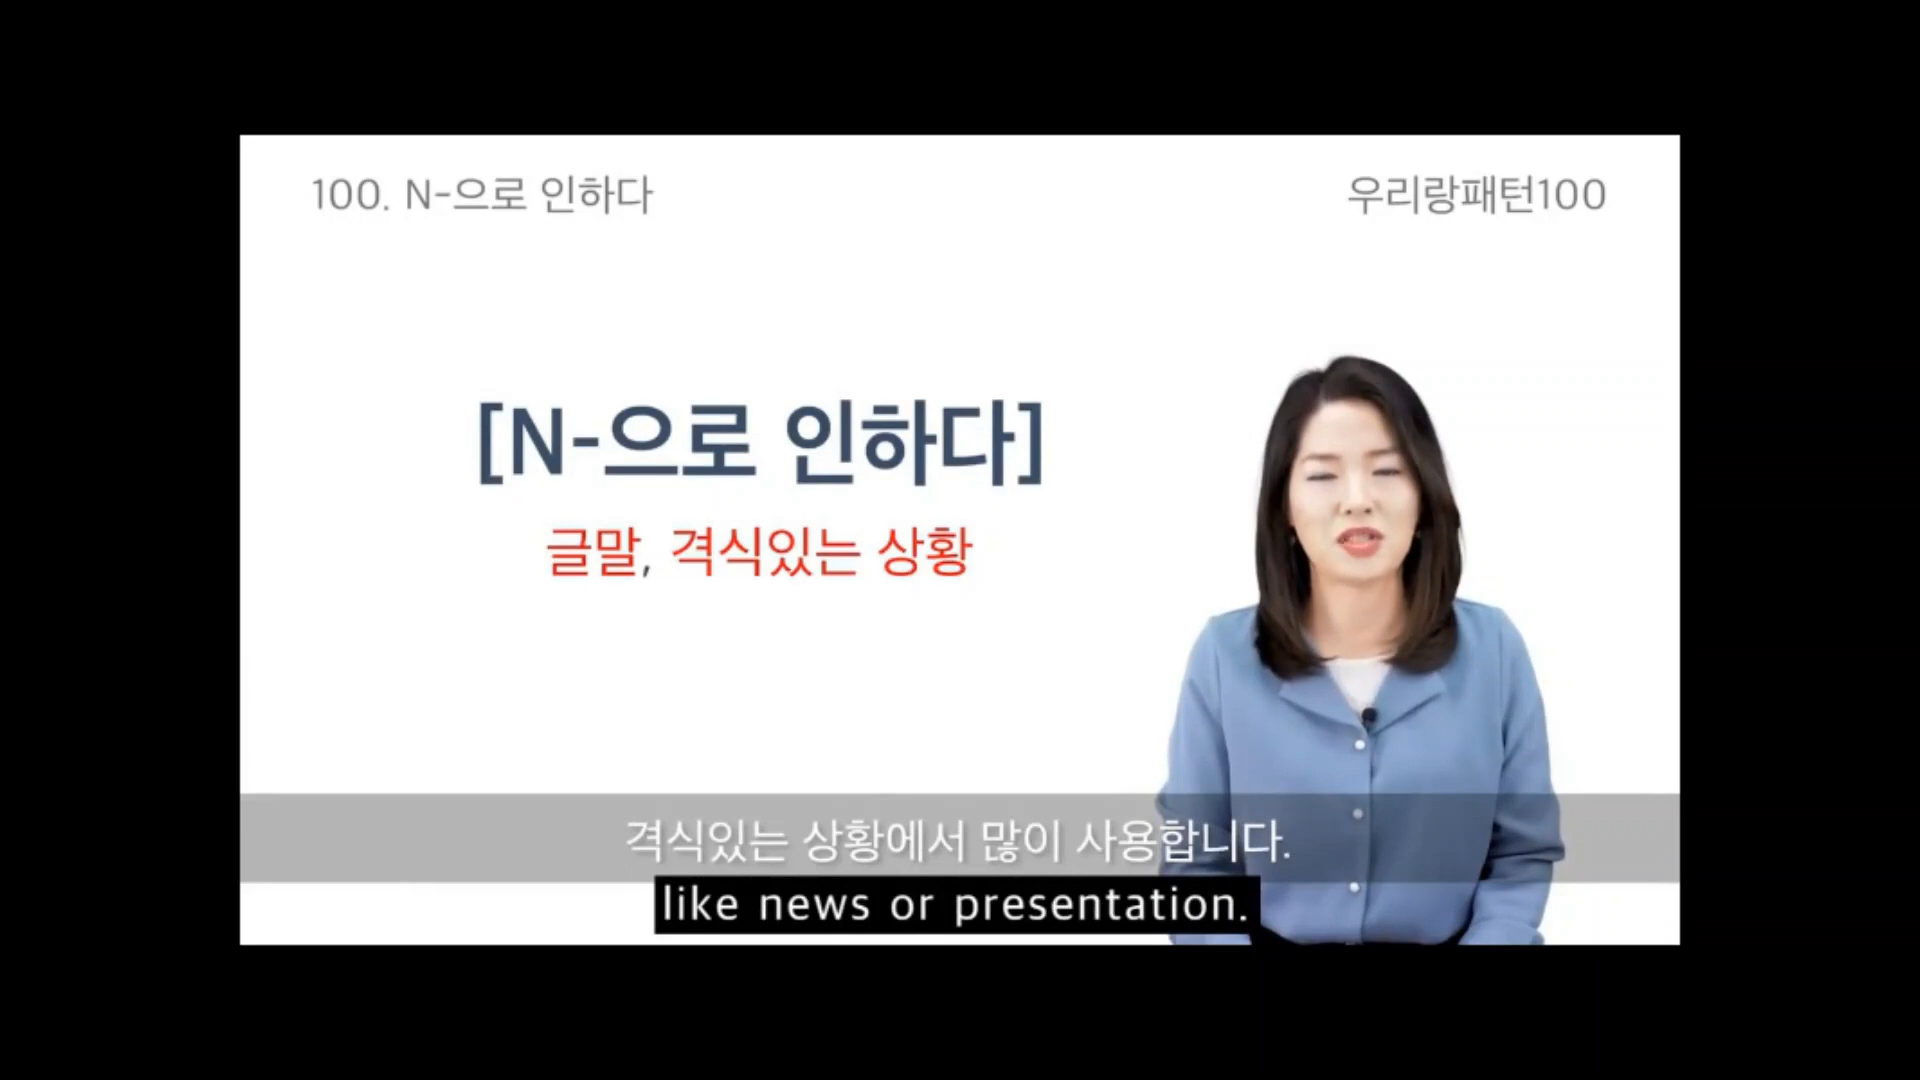 100. N-으로 인하다
우리랑패턴100
[N-으로 인하다]
글말, 격식있는 상황
격식있는 상황에서 많이 사용합니다.
like news or presentation.